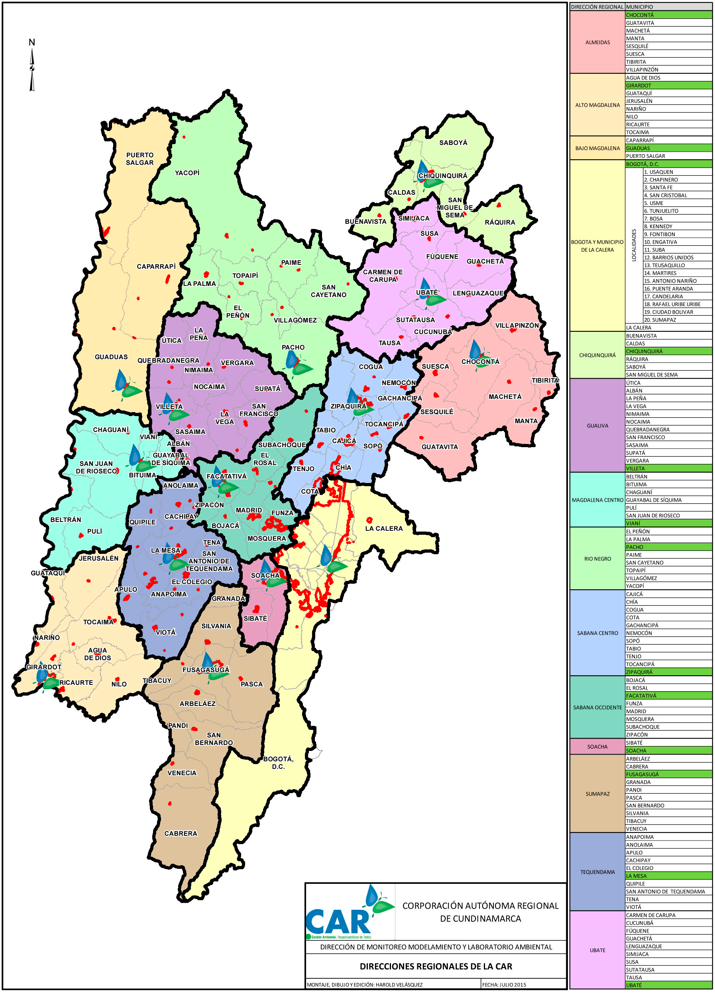 N
PUERTO
SALGAR
YACOPÍ
SABOYÁ
CHIQUINQUIRÁ
CALDAS
SAN
MIGUEL DE
SEMA
BUENAVISTA
SIMIJACA
RÁQUIRA
SUSA
FÚQUENE
GUACHETÁ
CAPARRAPÍ
PAIME
TOPAIPÍ
LA PALMA
CARMEN DE
CARUPA
SAN
CAYETANO
UBATÉ
LENGUAZAQUE
EL
PEÑÓN
VILLAGÓMEZ
SUTATAUSA
CUCUNUBÁ
VILLAPINZÓN
LA
PEÑA
ÚTICA
TAUSA
PACHO
GUADUAS
QUEBRADANEGRA
VERGARA
NIMAIMA
COGUA
SUESCA
CHOCONTÁ
NOCAIMA
SUPATÁ
NEMOCÓN
TIBIRITA
GACHANCIPÁ
MACHETÁ
VILLETA
SAN
FRANCISCO
LA
VEGA
ZIPAQUIRÁ
SESQUILÉ
MANTA
CHAGUANÍ
VIANÍ
SASAIMA
TABIO
TOCANCIPÁ
ALBÁN
SUBACHOQUE
CAJICÁ
SOPÓ
GUATAVITA
GUAYABAL
DE SÍQUIMA
EL
ROSAL
SAN JUAN
DE RIOSECO
BITUIMA
FACATATIVÁ
TENJO
CHÍA
ANOLAIMA
COTA
ZIPACÓN
CACHIPAY
MADRID
FUNZA
BELTRÁN
QUIPILE
BOJACÁ
LA CALERA
PULÍ
MOSQUERA
TENA
LA MESA
SAN
ANTONIO DE
TEQUENDAMA
JERUSALÉN
GUATAQUÍ
SOACHA
EL COLEGIO
APULO
ANAPOIMA
GRANADA
SIBATÉ
TOCAIMA
SILVANIA
VIOTÁ
NARIÑO
AGUA
DE DIOS
GIRARDOT
FUSAGASUGÁ
RICAURTE
NILO
TIBACUY
PASCA
ARBELÁEZ
PANDI
SAN
BERNARDO
BOGOTÁ,
D.C.
VENECIA
CABRERA
CAR
Gestión Ambiental, Responsabilidad de Todos
CORPORACIÓN AUTÓNOMA REGIONAL
DE CUNDINAMARCA
DIRECCIÓN DE MONITOREO MODELAMIENTO Y LABORATORIO AMBIENTAL
DIRECCIONES REGIONALES DE LA CAR
MONTAJE, DIBUJO Y EDICIÓN: HAROLD VELÁSQUEZ
FECHA: JULIO 2015
DIRECCIÓN REGIONAL MUNICIPIO
ALMEIDAS
CHOCONTÁ
GUATAVITA
MACHETÁ
MANTA
SESQUILÉ
SUESCA
TIBIRITA
VILLAPINZÓN
ALTO MAGDALENA
AGUA DE DIOS
GIRARDOT
GUATAQUÍ
JERUSALÉN
NARIÑO
NILO
RICAURTE
TOCAIMA
BAJO MAGDALENA
CAPARRAPÍ
GUADUAS
PUERTO SALGAR
BOGOTA Y MUNICIPIO
DE LA CALERA
BOGOTÁ, D.C.
LOCALIDADES
1. USAQUEN
2. CHAPINERO
3. SANTA FE
4. SAN CRISTOBAL
5. USME
6. TUNJUELITO
7. BOSA
8. KENNEDY
9. FONTIBON
10. ENGATIVA
11. SUBA
12. BARRIOS UNIDOS
13. TEUSAQUILLO
14. MARTIRES
15. ANTONIO NARIÑO
16. PUENTE ARANDA
17. CANDELARIA
18. RAFAEL URIBE URIBE
19. CIUDAD BOLIVAR
20. SUMAPAZ
LA CALERA
CHIQUINQUIRÁ
BUENAVISTA
CALDAS
CHIQUINQUIRÁ
RÁQUIRA
SABOYÁ
SAN MIGUEL DE SEMA
GUALIVA
ÚTICA
ALBÁN
LA PEÑA
LA VEGA
NIMAIMA
NOCAIMA
QUEBRADANEGRA
SAN FRANCISCO
SASAIMA
SUPATÁ
VERGARA
VILLETA
MAGDALENA CENTRO
BELTRÁN
BITUIMA
CHAGUANÍ
GUAYABAL DE SÍQUIMA
PULÍ
SAN JUAN DE RIOSECO
VIANÍ
RIO NEGRO
EL PEÑÓN
LA PALMA
PACHO
PAIME
SAN CAYETANO
TOPAIPÍ
VILLAGÓMEZ
YACOPÍ
SABANA CENTRO
CAJICÁ
CHÍA
COGUA
COTA
GACHANCIPÁ
NEMOCÓN
SOPÓ
TABIO
TENJO
TOCANCIPÁ
ZIPAQUIRÁ
SABANA OCCIDENTE
BOJACÁ
EL ROSAL
FACATATIVÁ
FUNZA
MADRID
MOSQUERA
SUBACHOQUE
ZIPACÓN
SOACHA
SIBATÉ
SOACHA
SUMAPAZ
ARBELÁEZ
CABRERA
FUSAGASUGÁ
GRANADA
PANDI
PASCA
SAN BERNARDO
SILVANIA
TIBACUY
VENECIA
TEQUENDAMA
ANAPOIMA
ANOLAIMA
APULO
CACHIPAY
EL COLEGIO
LA MESA
QUIPILE
SAN ANTONIO DE TEQUENDAMA
TENA
VIOTÁ
UBATE
CARMEN DE CARUPA
CUCUNUBÁ
FÚQUENE
GUACHETÁ
LENGUAZAQUE
SIMIJACA
SUSA
SUTATAUSA
TAUSA
UBATÉ